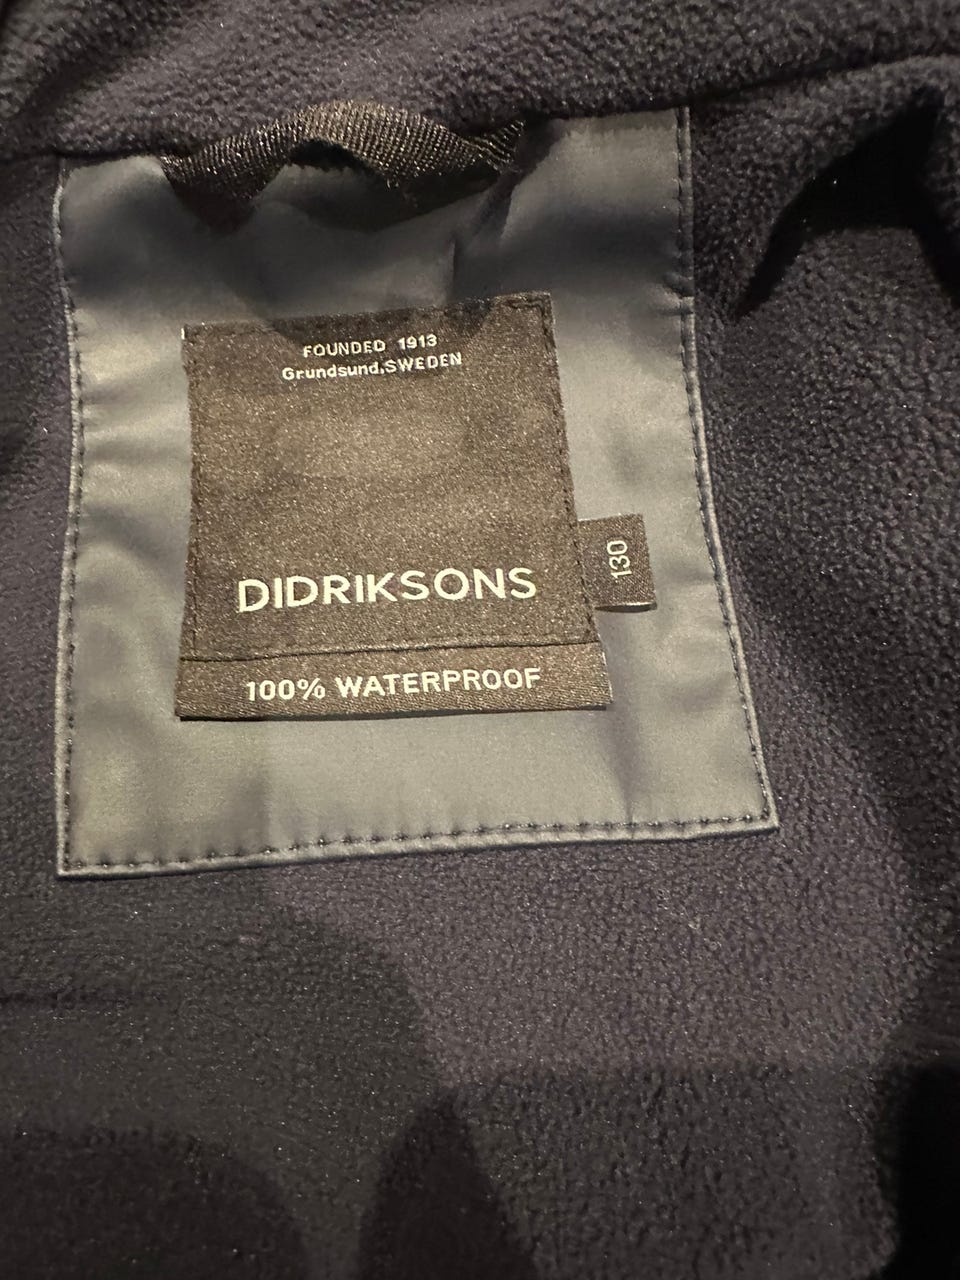 FOUNDED 1913
Grundsund,SWEDEN
DIDRIKSONS
130
100% WATERPROOF